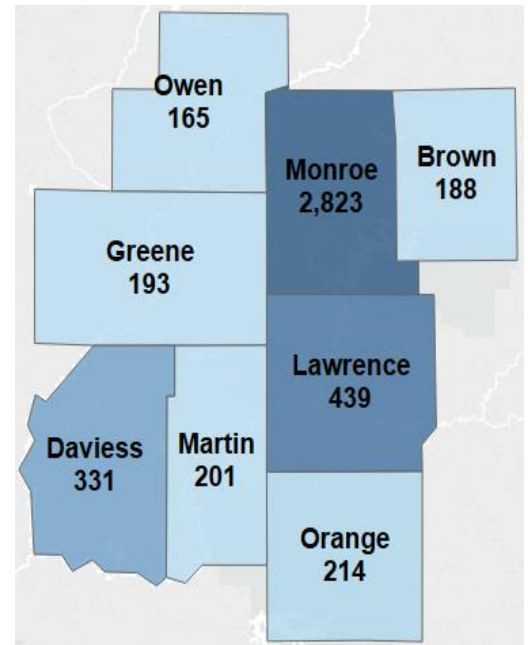 Owen
165
Monroe
2,823
Brown
188
Greene
193
Lawrence
439
Daviess
331
Martin
201
Orange
214